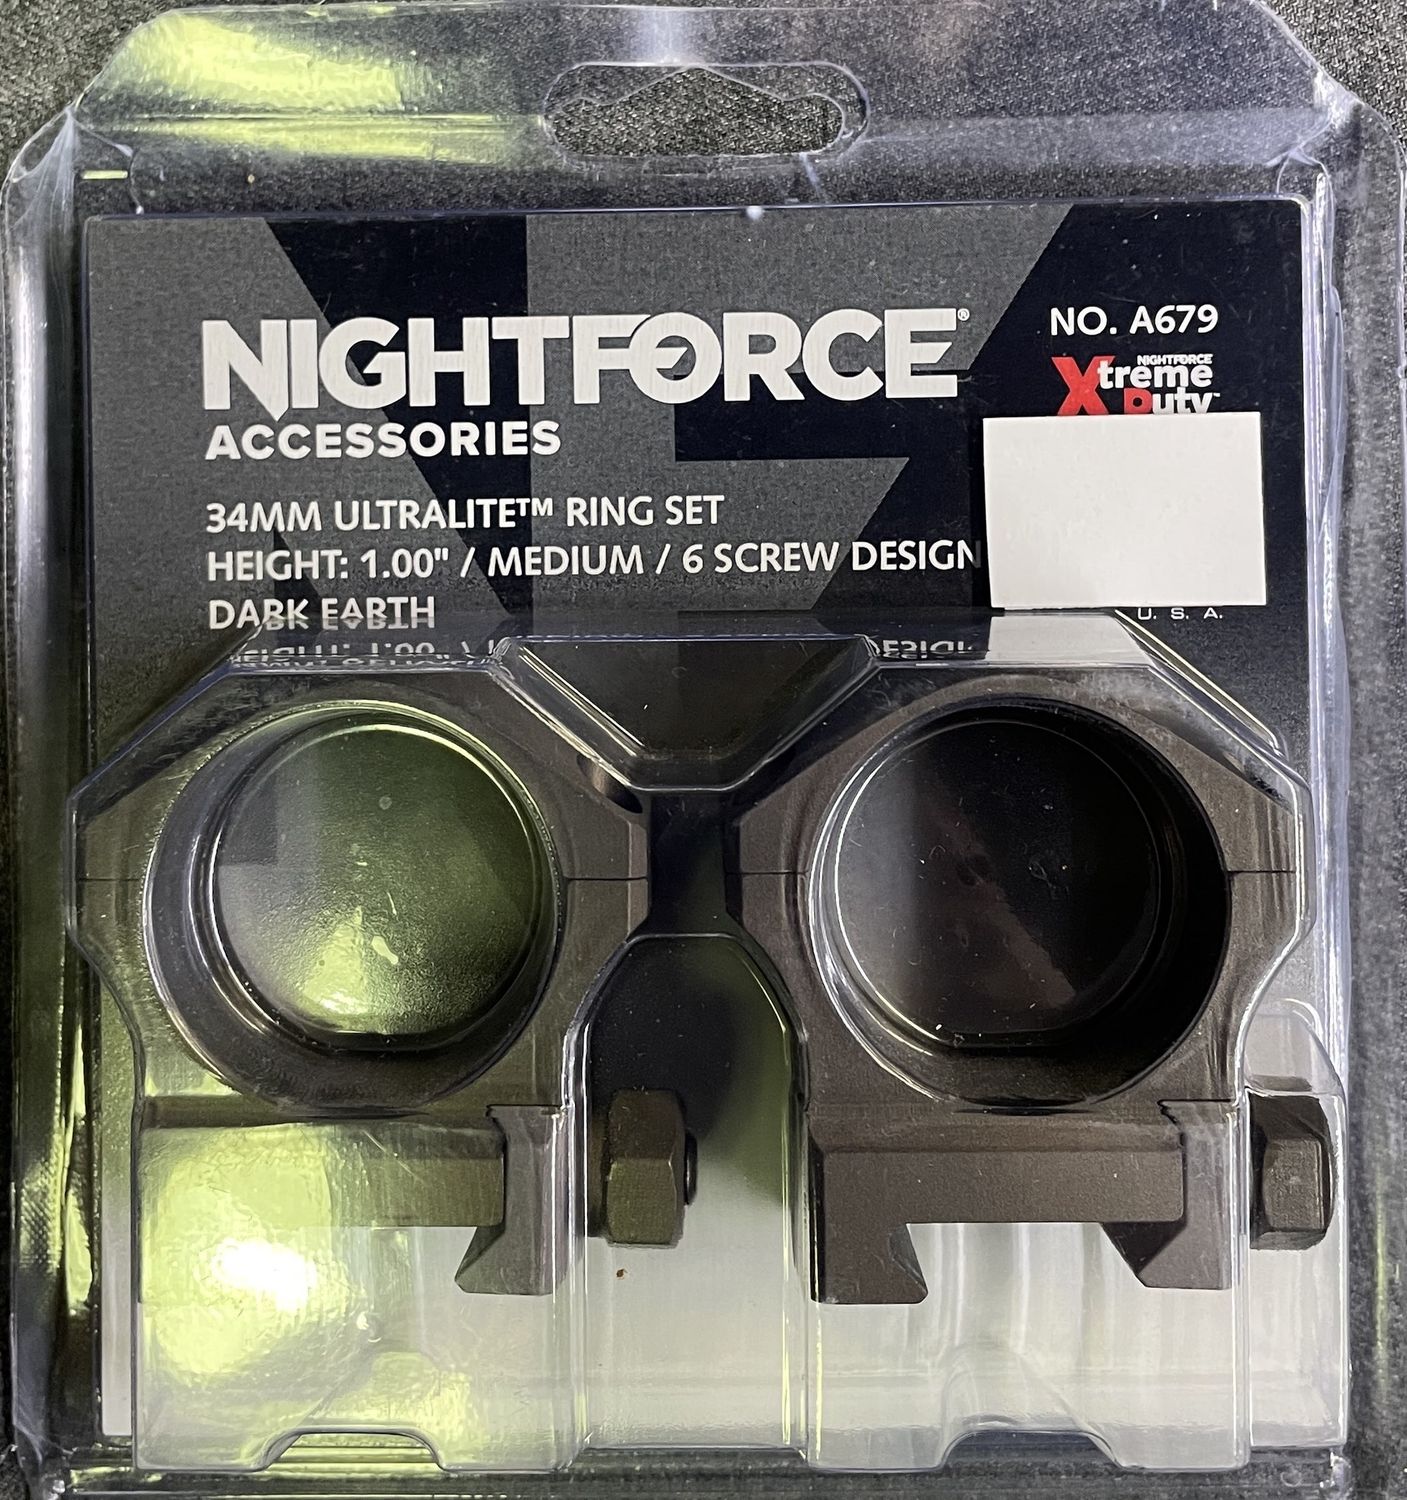 NIGHTFORCE®
ACCESSORIES
NO. A679
NIGHTFORCE
Xtreme
Duty™
34MM ULTRALITE™ RING SET
HEIGHT: 1.00" / MEDIUM / 6 SCREW DESIGN
DARK EARTH
U. S. A.